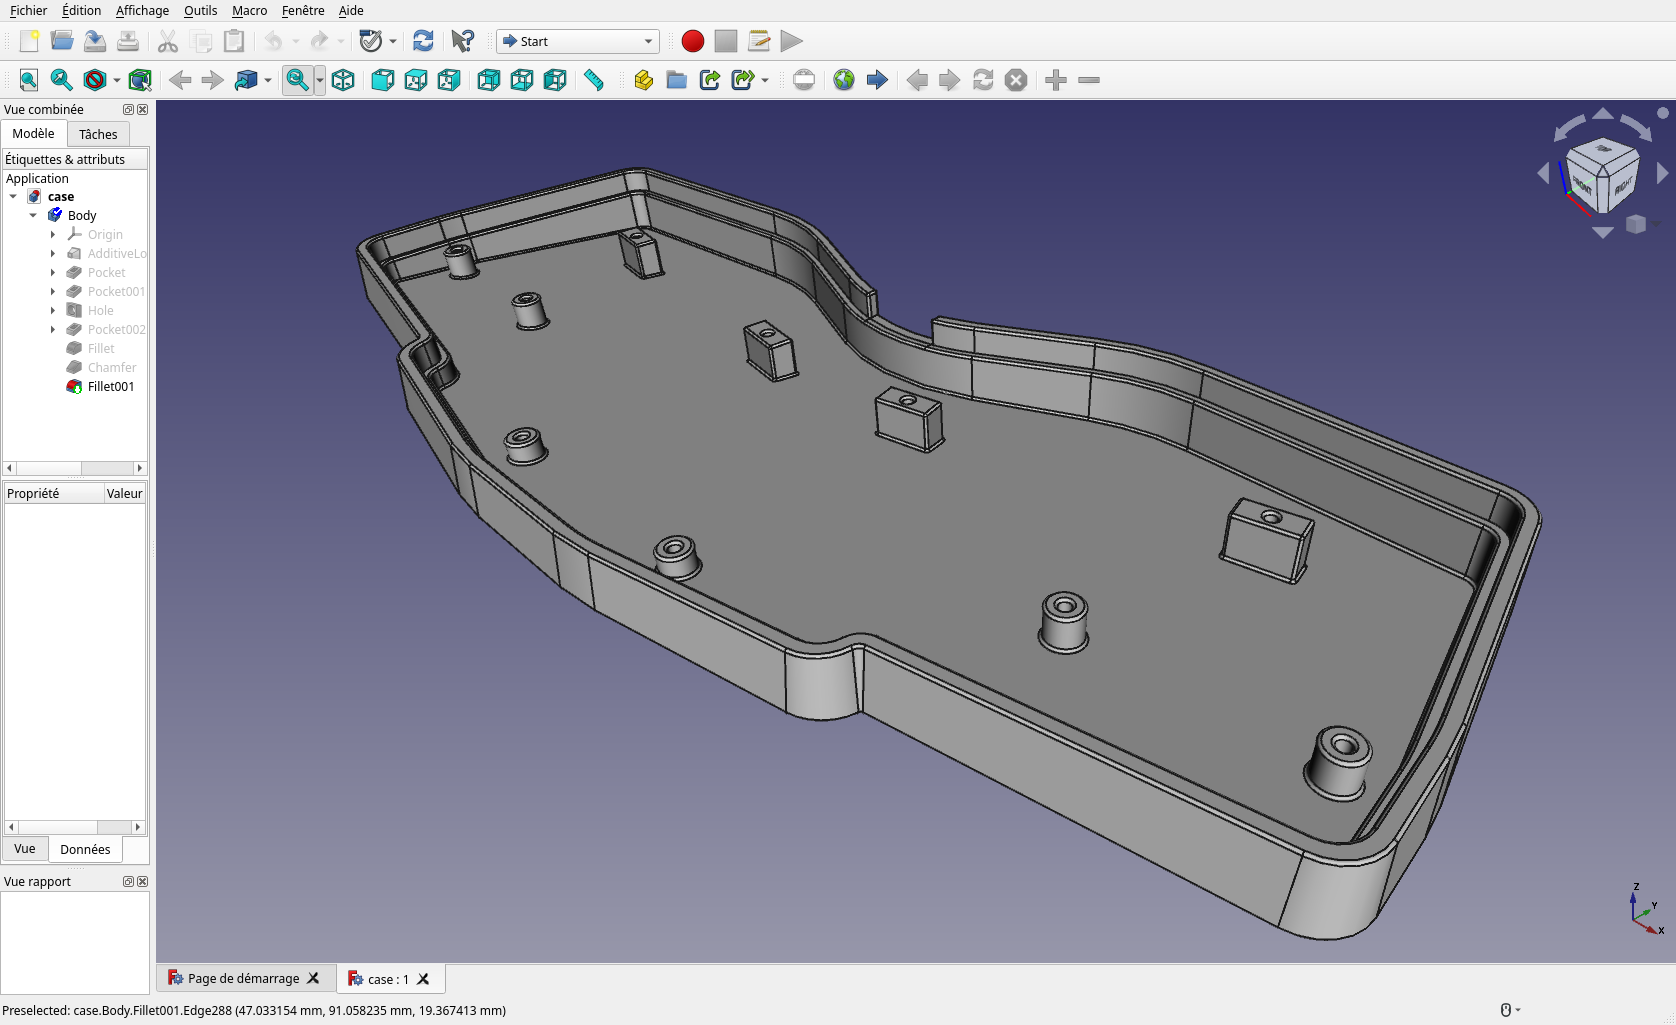 Fichier Édition Affichage Outils Macro Fenêtre Aide
Start
Vue combinée
Modèle Tâches
Étiquettes & attributs
Application
case
Body
Origin
AdditiveLo
Pocket
Pocket001
Hole
Pocket002
Fillet
Chamfer
Fillet001
Propriété Valeur
Vue Données
Vue rapport
FRONT RIGHT
Z
Y
X
Page de démarrage case : 1
Preselected: case.Body.Fillet001.Edge288 (47.033154 mm, 91.058235 mm, 19.367413 mm)